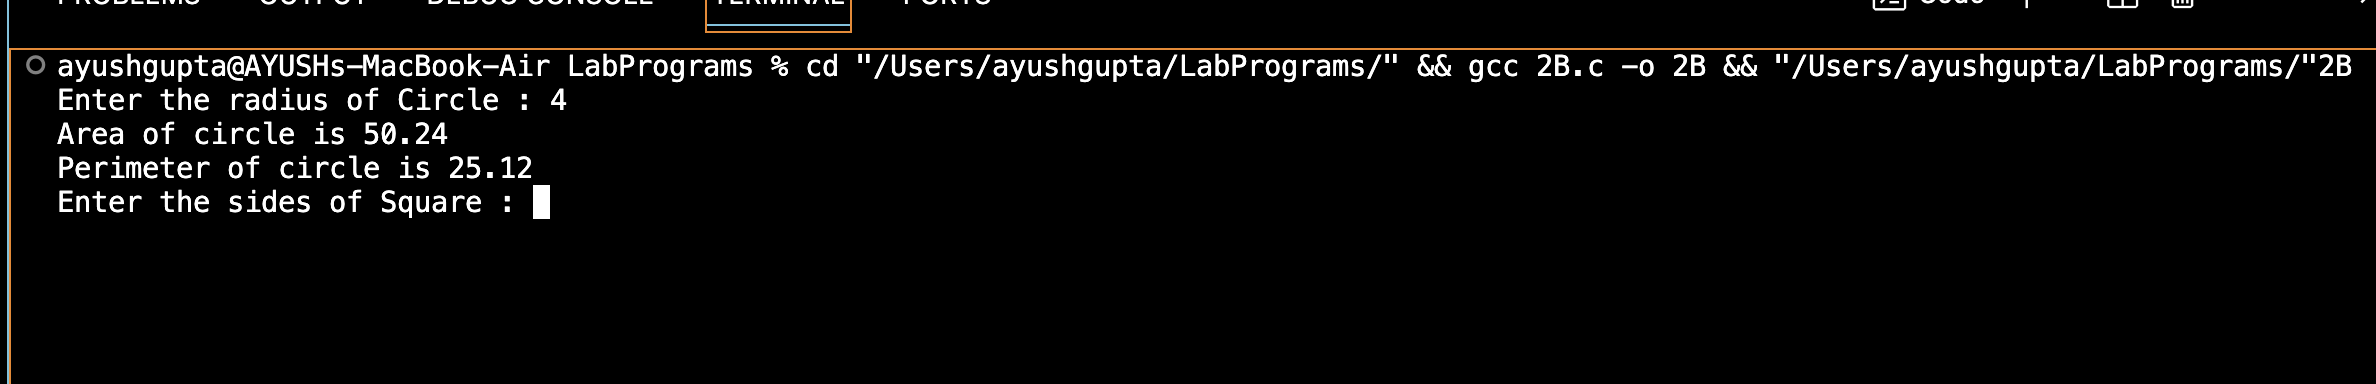 PROBLEMS OUTPUT DEBUG CONSOLE TERMINAL PORTS Code
ayushgupta@AYUSHs-MacBook-Air LabPrograms % cd "/Users/ayushgupta/LabPrograms/" && gcc 2B.c -o 2B && "/Users/ayushgupta/LabPrograms/"2B
Enter the radius of Circle : 4
Area of circle is 50.24
Perimeter of circle is 25.12
Enter the sides of Square :